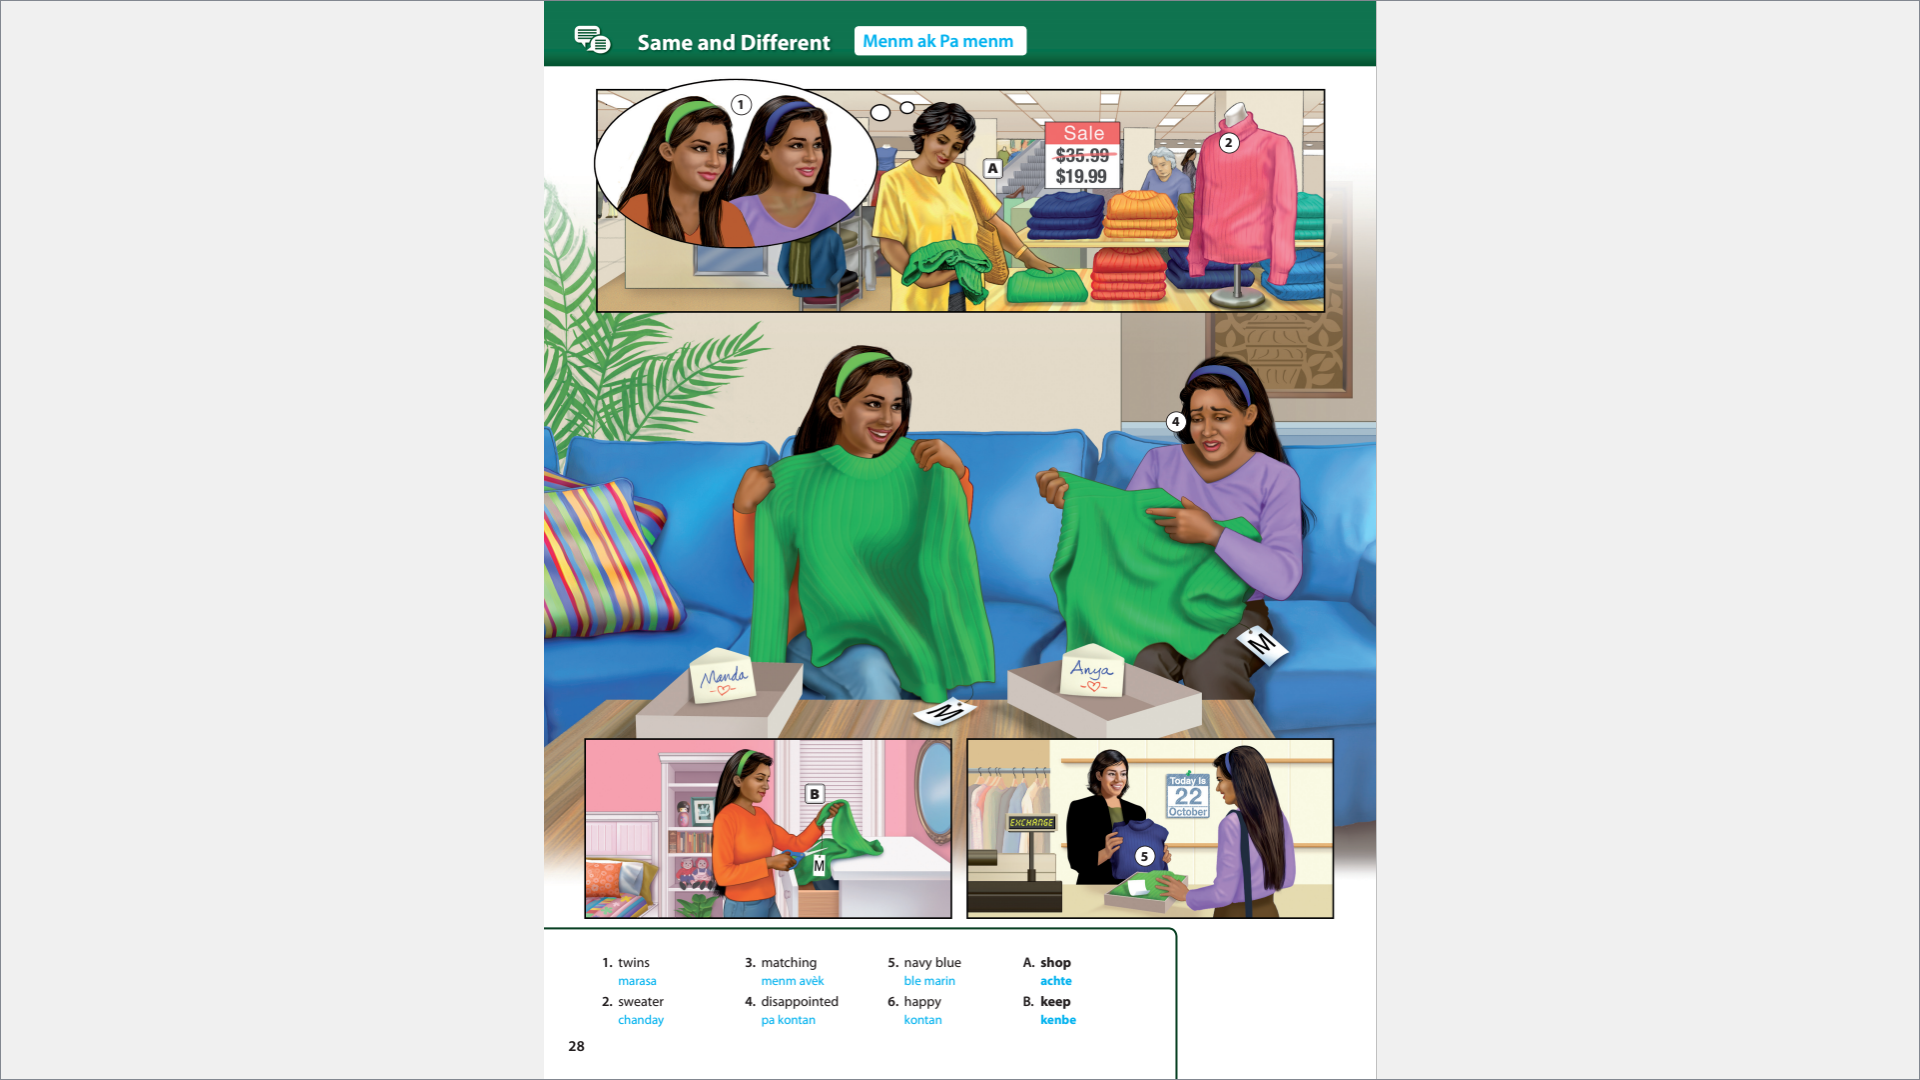 Same and Different
Menm ak Pa menm
1
A
Sale
$35.99
$19.99
2
4
Manda
Anya
M
M
B
M
Today Is
22
October
EXCHANGE
5
1. twins
marasa
2. sweater
chanday
3. matching
menm avèk
4. disappointed
pa kontan
5. navy blue
ble marin
6. happy
kontan
A. shop
achte
B. keep
kenbe
28